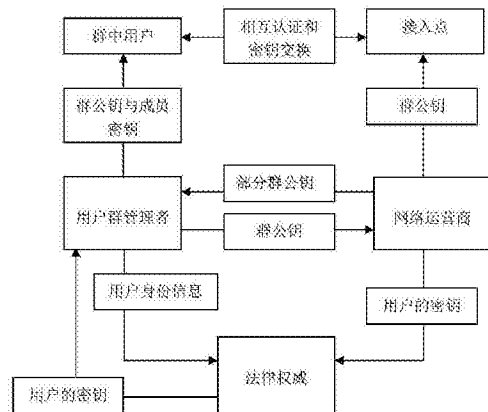 群中用户
相互认证和
密钥交换
接入点
群公钥与成员
密钥
群公钥
部分群公钥
用户群管理者
网络运营商
群公钥
用户身份信息
用户的密钥
法律权威
用户的密钥